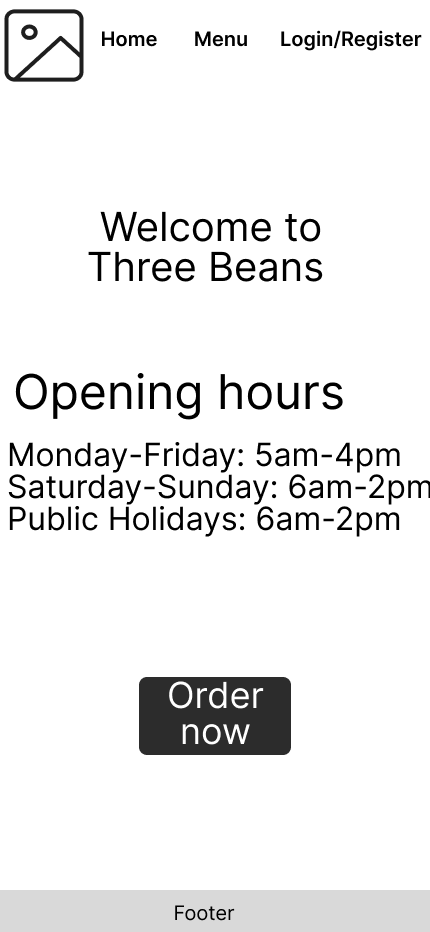 Home Menu Login/Register
Welcome to
Three Beans
Opening hours
Monday-Friday: 5am-4pm
Saturday-Sunday: 6am-2pm
Public Holidays: 6am-2pm
Order
now
Footer